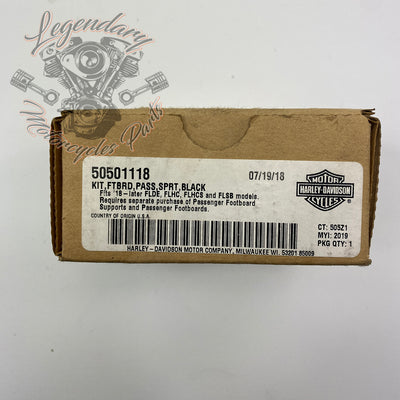 Legendary
Motorcycles Parts
50501118
07/19/18
KIT,FTBRD,PASS,SPRT,BLACK
Fits '18-later FLDE, FLHC, FLHCS and FLSB models.
Requires separate purchase of Passenger Footboard
Supports and Passenger Footboards.
COUNTRY OF ORIGIN U.S.A.
MOTOR
HARLEY-DAVIDSON
CYCLES
CT: 505Z1
MYI: 2019
PKG QTY: 1
HARLEY-DAVIDSON MOTOR COMPANY, MILWAUKEE WI. 53201 85009